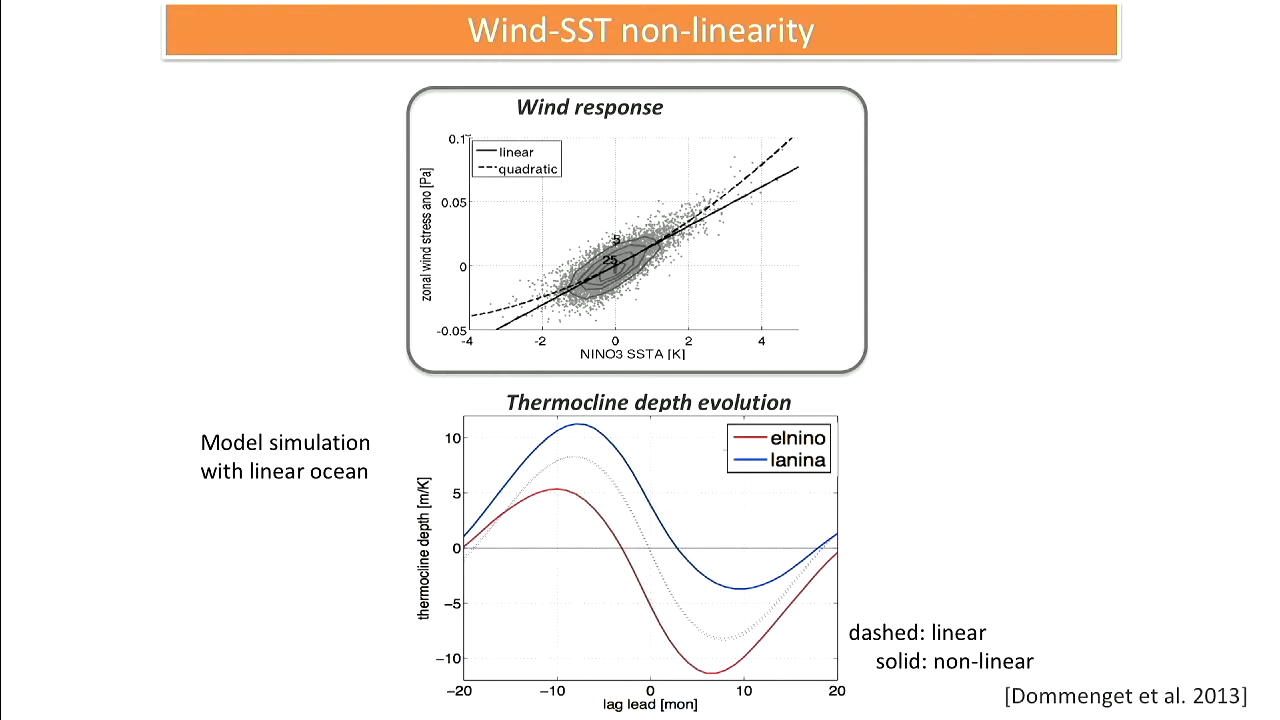 Wind-SST non-linearity
Wind response
linear
quadratic
zonal wind stress ano [Pa]
0.1
0.05
0
-0.05
5
25
-4 -2 0 2 4
NINO3 SSTA [K]
Thermocline depth evolution
Model simulation
with linear ocean
elnino
lanina
thermocline depth [m/K]
10
5
0
−5
−10
−20 −10 0 10 20
lag lead [mon]
dashed: linear
solid: non-linear
[Dommenget et al. 2013]